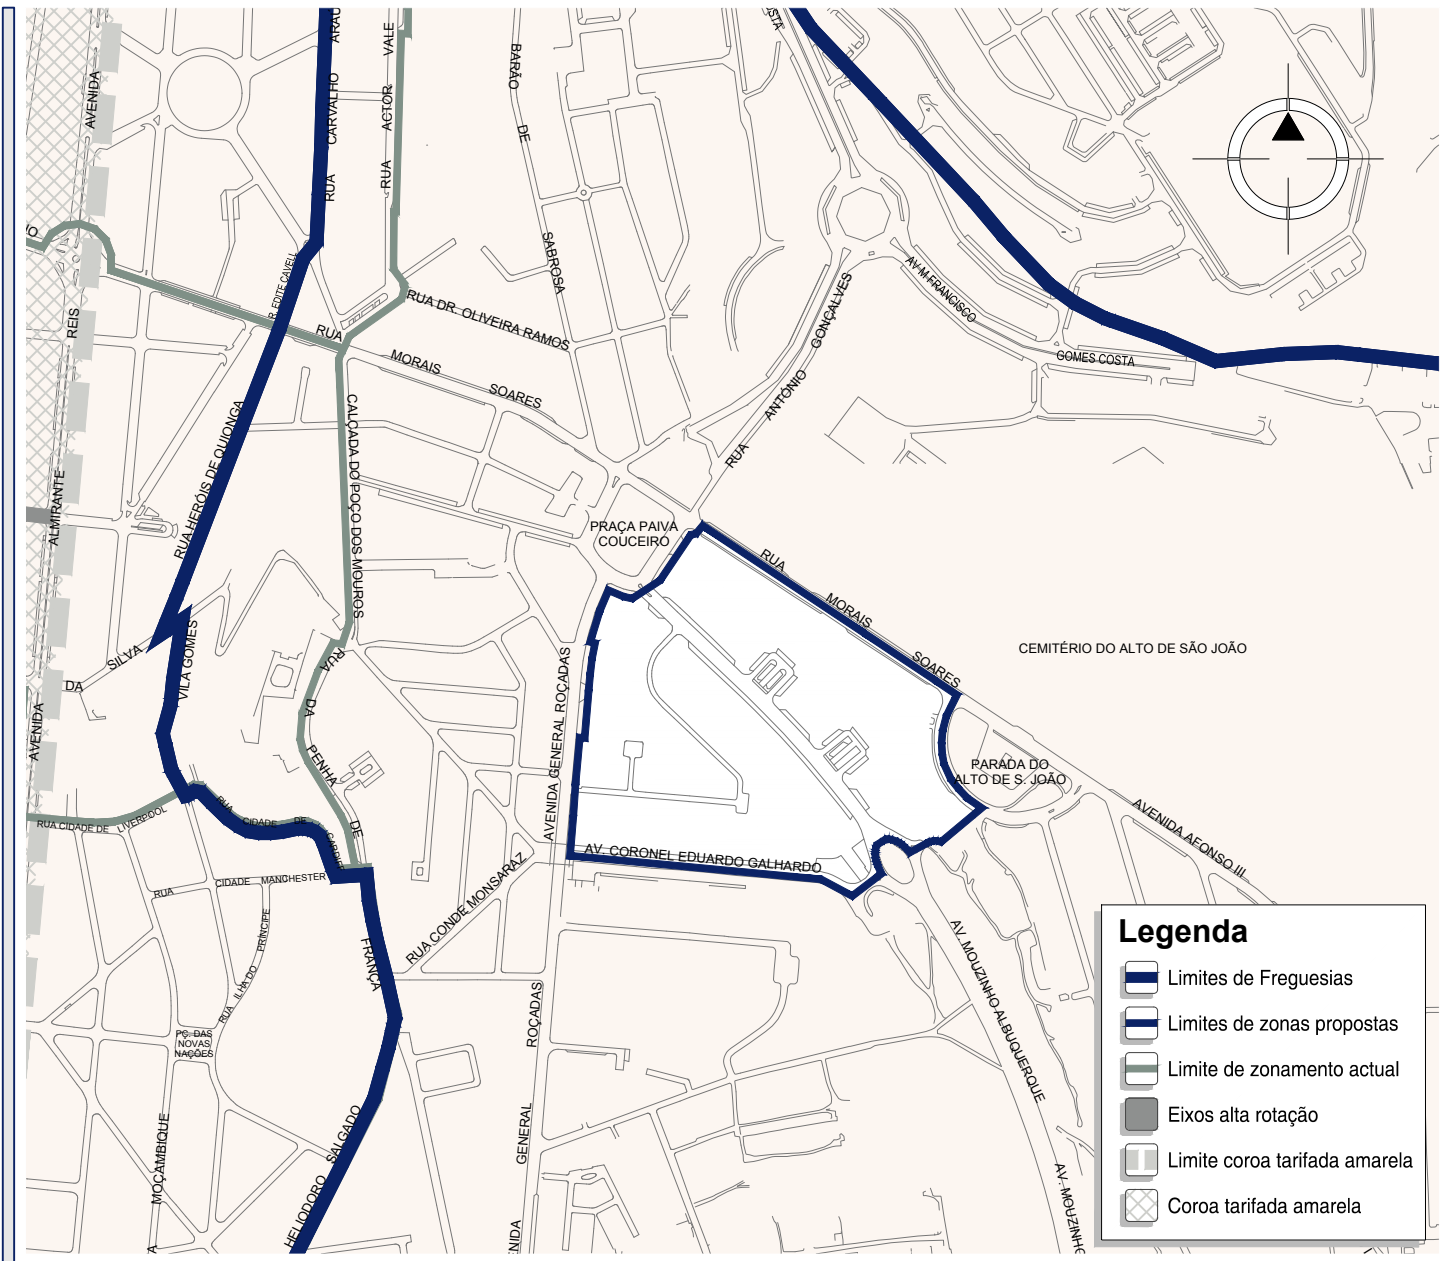 AVENIDA
ALMIRANTE
REIS
AVENIDA
RUA CARVALHO ARAÚ
RUA ACTOR VALE
BARÃO DE SABROSA
R. EDITE CAVELL
RUA DR. OLIVEIRA RAMOS
RUA MORAIS SOARES
RUA HERÓIS DE QUIONGA
CALÇADA DO POÇO DOS MOUROS
RUA ANTÓNIO GONÇALVES
AV M FRANCISCO
GOMES COSTA
PRAÇA PAIVA
COUCEIRO
RUA MORAIS SOARES
CEMITÉRIO DO ALTO DE SÃO JOÃO
DA SILVA
VILA GOMES
RUA DA PENHA DE FRANÇA
AVENIDA GENERAL ROÇADAS
PARADA DO
ALTO DE S. JOÃO
AVENIDA AFONSO III
RUA CIDADE DE LIVERPOOL
RUA CIDADE DE CARDIFF
AV. CORONEL EDUARDO GALHARDO
RUA CIDADE MANCHESTER
RUA CONDE MONSARAZ
RUA ILHA DO PRÍNCIPE
PÇ. DAS
NOVAS
NAÇÕES
MOÇAMBIQUE
HELIODORO SALGADO
GENERAL ROÇADAS
NIDA
AV. MOUZINHO ALBUQUERQUE
AV. MOUZINHO
Legenda
Limites de Freguesias
Limites de zonas propostas
Limite de zonamento actual
Eixos alta rotação
Limite coroa tarifada amarela
Coroa tarifada amarela